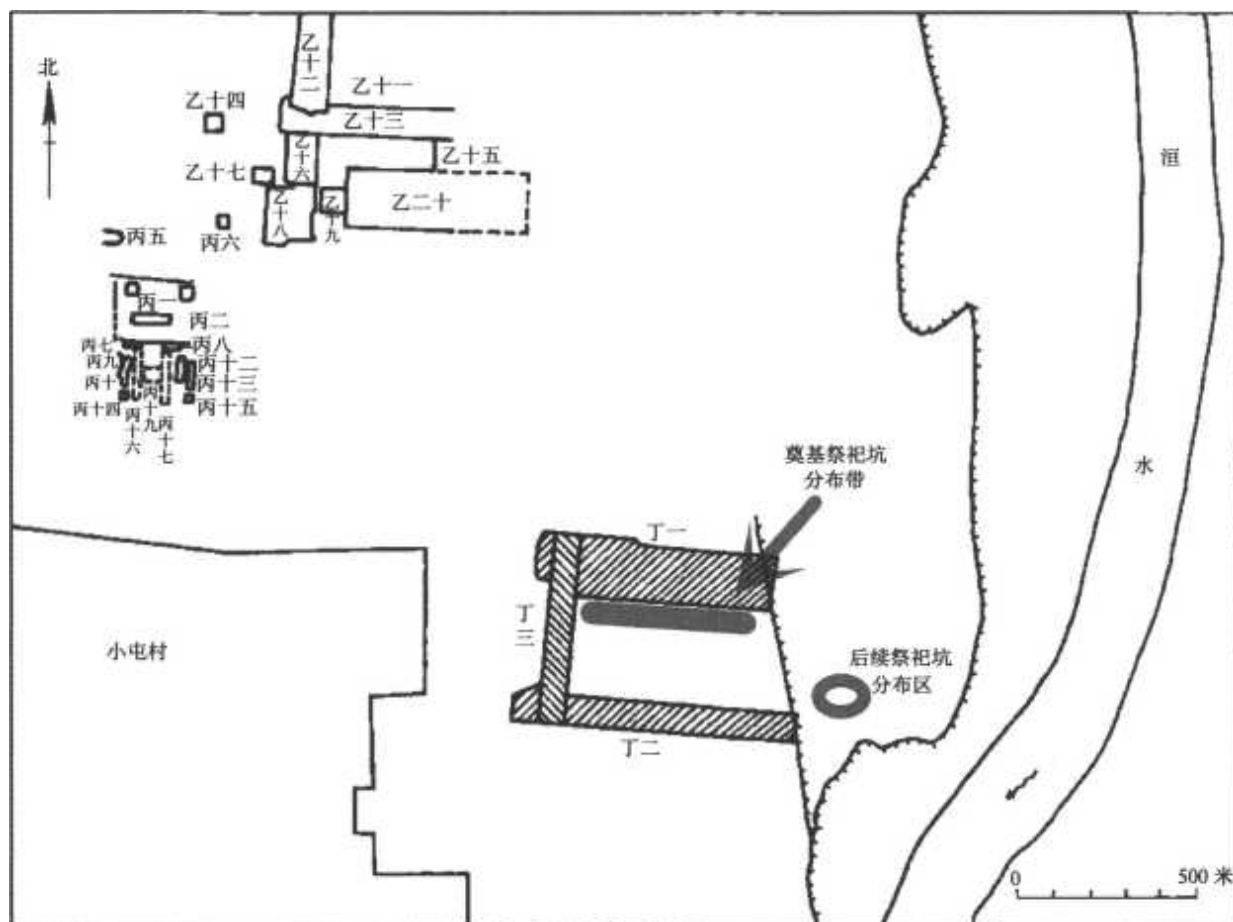 北
乙十二
乙十一
乙十四
乙十三
乙十六
乙十五
乙十七
乙十八
乙十九
乙二十
丙五
丙六
丙一
丙二
丙七
丙八
丙九
丙十二
丙十
丙十三
丙十四
丙十五
丙十六
丙十九
丙十七
洹
水
奠基祭祀坑
分布带
丁一
丁三
丁二
小屯村
后续祭祀坑
分布区
0
500 米